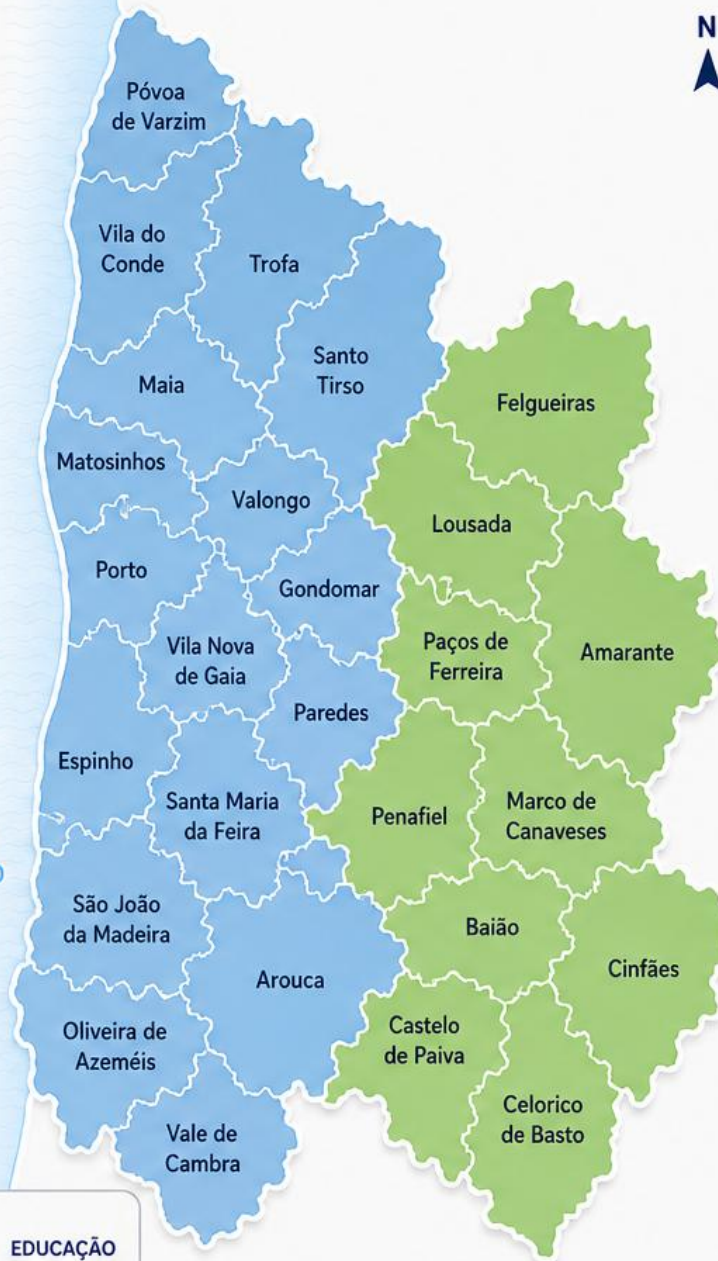 N
Póvoa
de Varzim
Vila do
Conde
Trofa
Santo
Tirso
Maia
Felgueiras
Matosinhos
Valongo
Lousada
Porto
Gondomar
Vila Nova
de Gaia
Paços de
Ferreira
Amarante
Paredes
Espinho
Santa Maria
da Feira
Penafiel
Marco de
Canaveses
São João
da Madeira
Baião
Arouca
Cinfães
Oliveira de
Azeméis
Castelo
de Paiva
Vale de
Cambra
Celorico
de Basto
EDUCAÇÃO